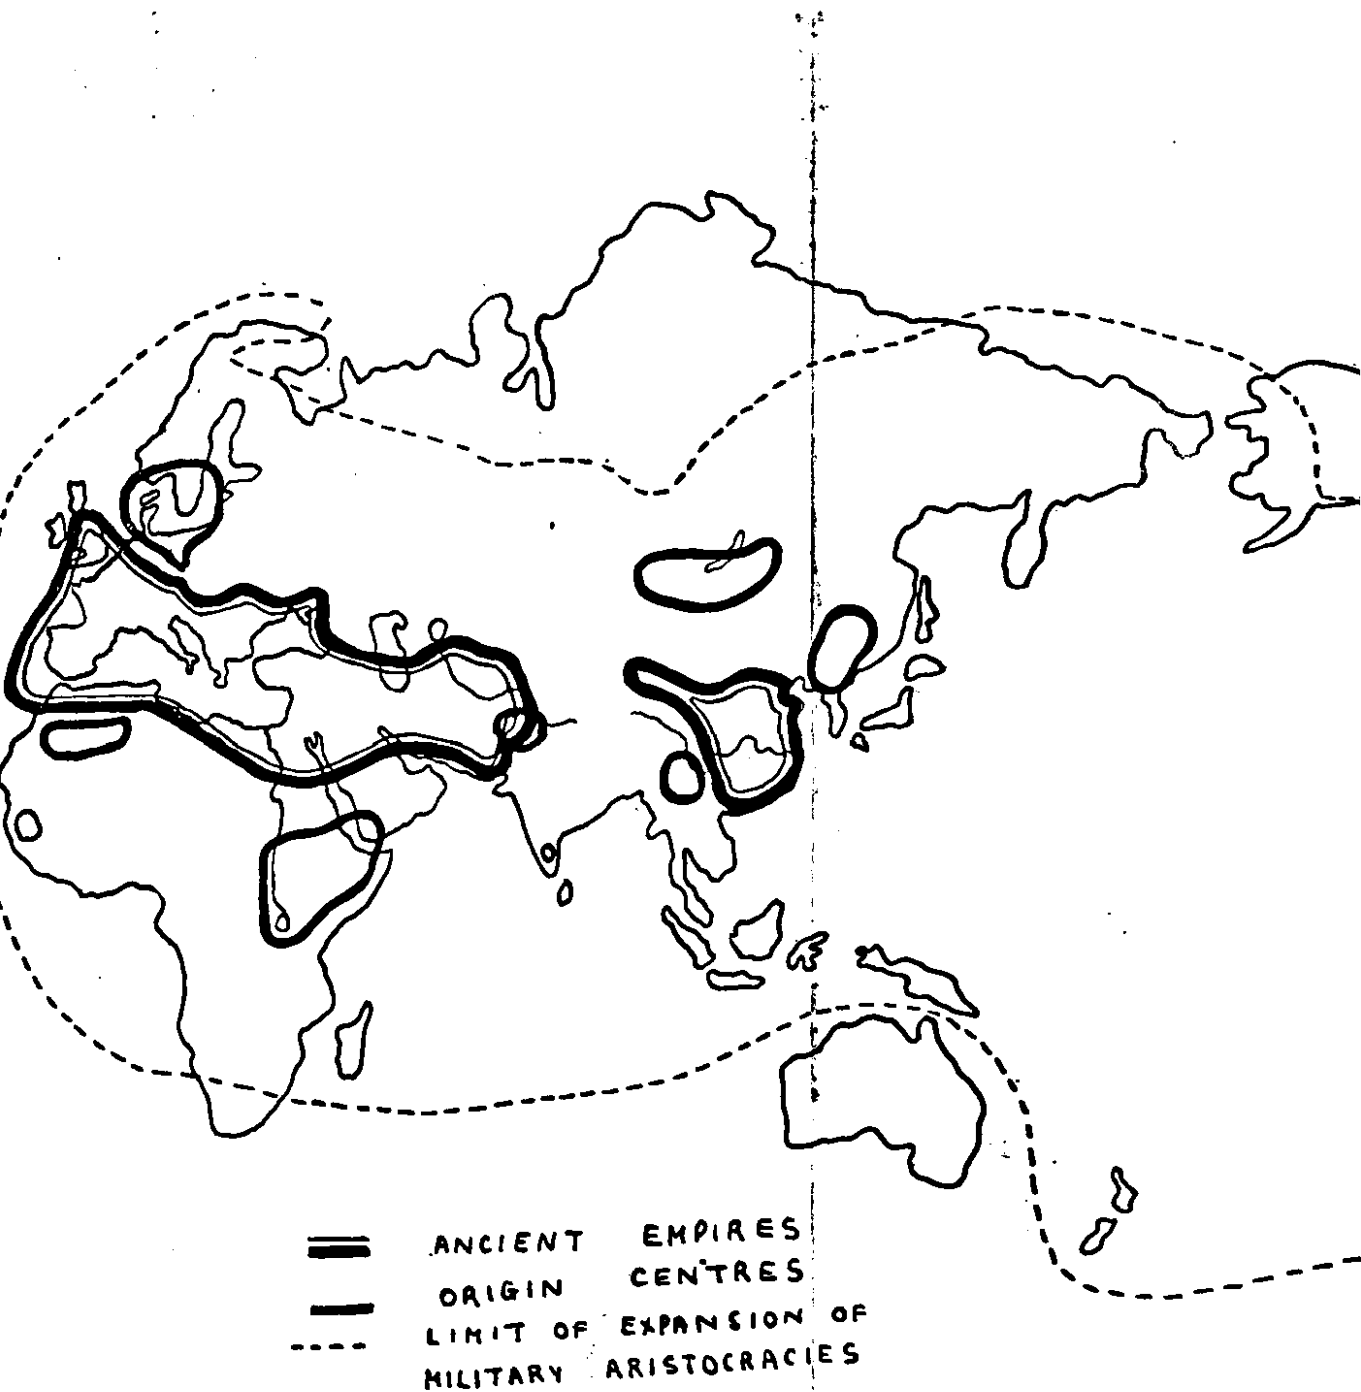 ANCIENT EMPIRES
ORIGIN CENTRES
LIMIT OF EXPANSION OF
MILITARY ARISTOCRACIES